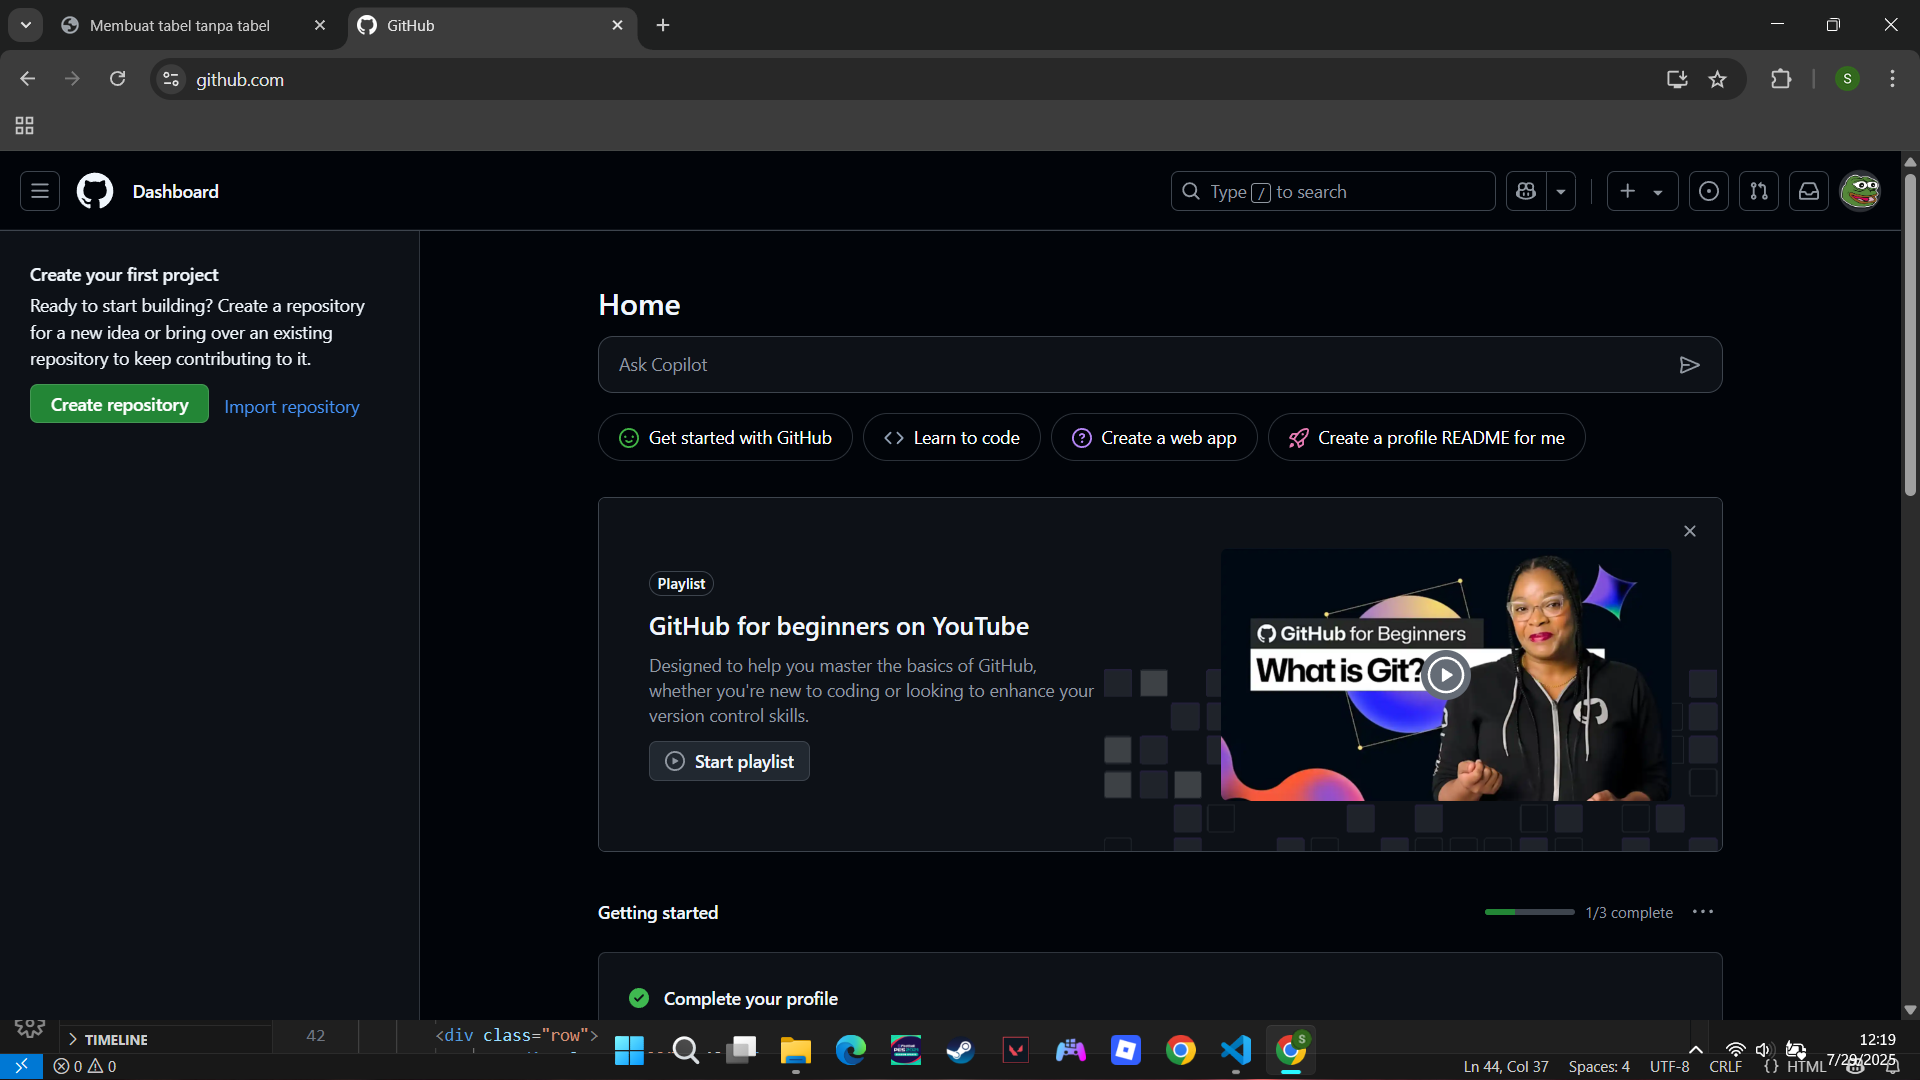 Membuat tabel tanpa tabel
GitHub
github.com
S
Dashboard
Type / to search
Create your first project
Ready to start building? Create a repository
for a new idea or bring over an existing
repository to keep contributing to it.
Create repository
Import repository
Home
Ask Copilot
Get started with GitHub
Learn to code
Create a web app
Create a profile README for me
Playlist
GitHub for beginners on YouTube
Designed to help you master the basics of GitHub,
whether you're new to coding or looking to enhance your
version control skills.
Start playlist
GitHub for Beginners
What is Git?
Getting started
1/3 complete
Complete your profile
TIMELINE
42
<div class="row">
S
12:19
7/29/2025
0
0
Ln 44, Col 37
Spaces: 4
UTF-8
CRLF
{} HTML